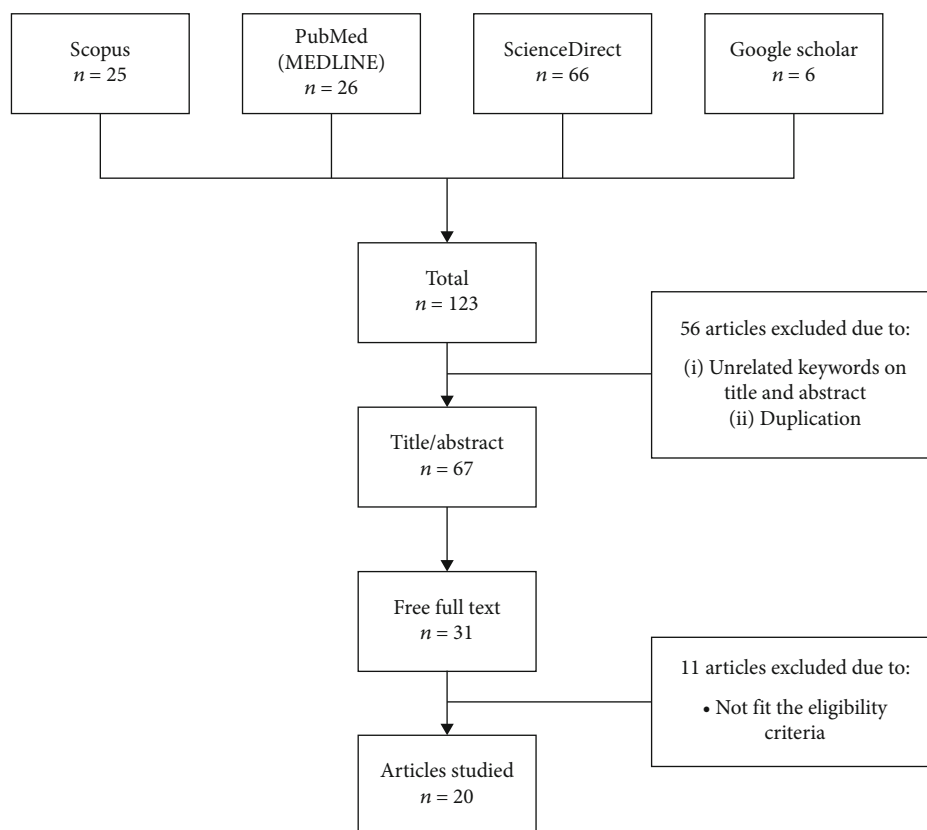 Scopus
n = 25
PubMed
(MEDLINE)
n = 26
ScienceDirect
n = 66
Google scholar
n = 6
Total
n = 123
56 articles excluded due to:
(i) Unrelated keywords on
title and abstract
(ii) Duplication
Title/abstract
n = 67
Free full text
n = 31
11 articles excluded due to:
• Not fit the eligibility
criteria
Articles studied
n = 20